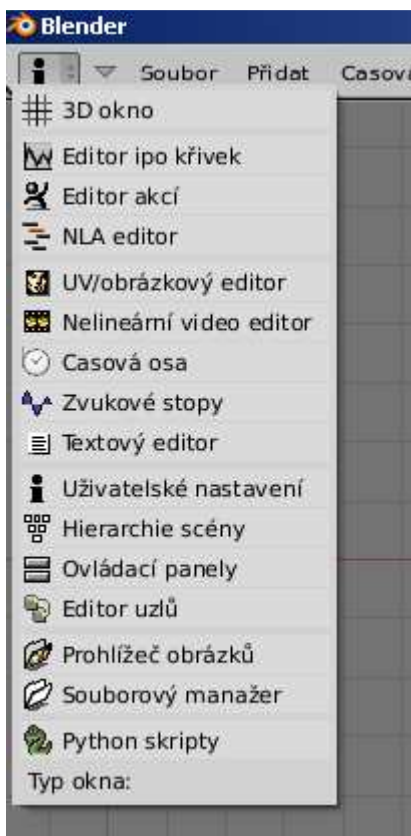 Blender
Soubor Přidat Casov
3D okno
Editor ipo křivek
Editor akcí
NLA editor
UV/obrázkový editor
Nelineární video editor
Casová osa
Zvukové stopy
Textový editor
Uživatelské nastavení
Hierarchie scény
Ovládací panely
Editor uzlů
Prohlížeč obrázků
Souborový manažer
Python skripty
Typ okna: